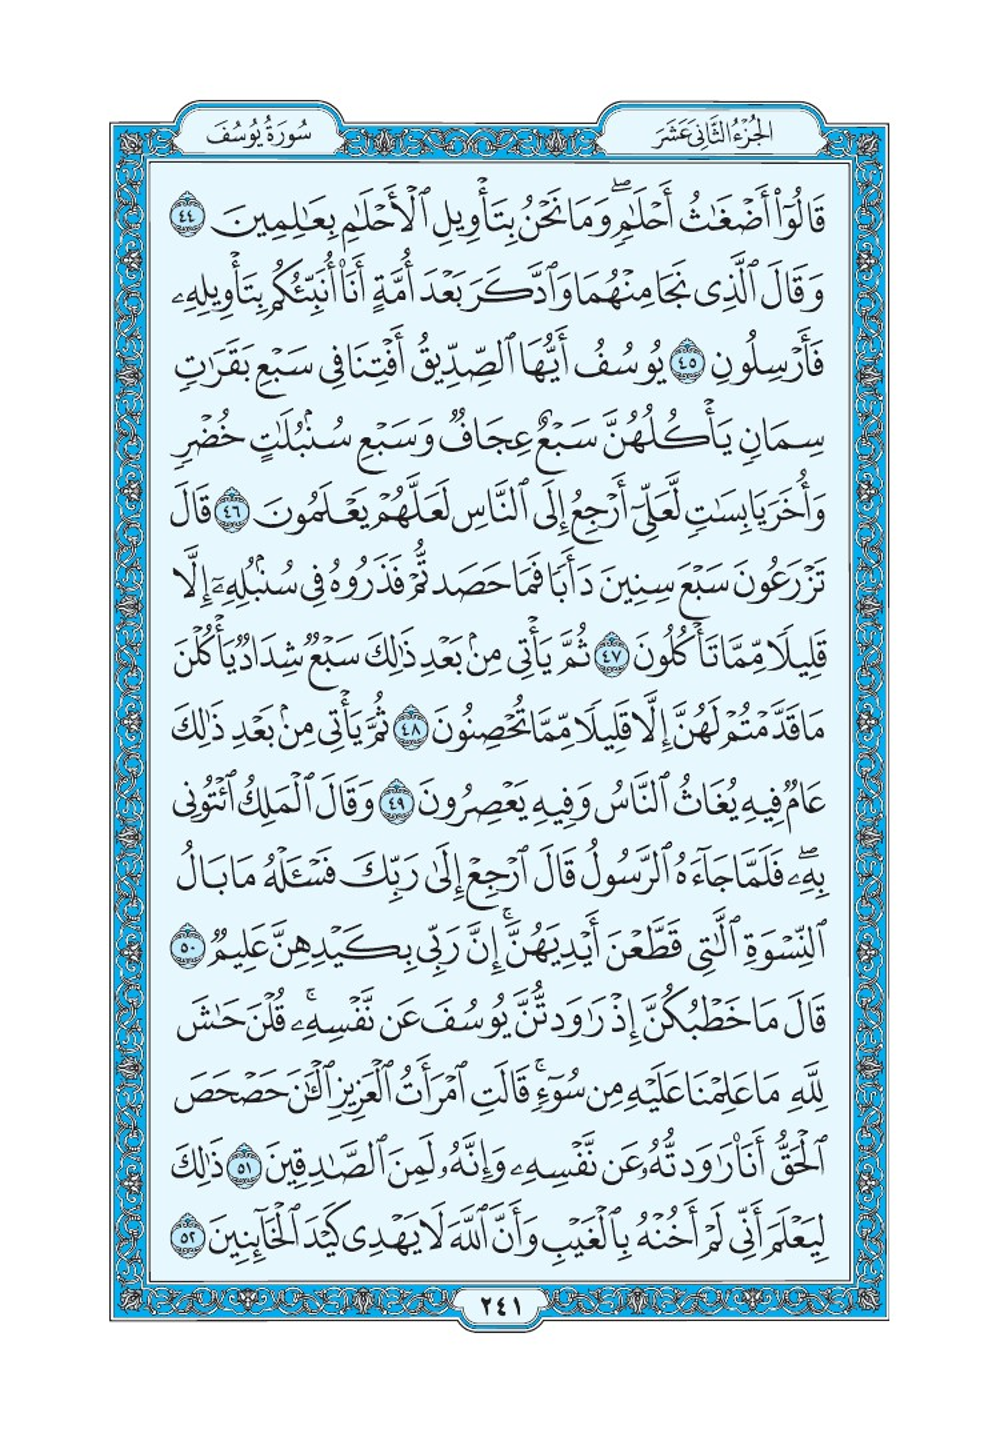 الجُزْءُ الثَّانِيَ عَشَرَ
سُورَةُ يُوسُفَ
قَالُوٓاْ أَضۡغَٰثُ أَحۡلَٰمٖۖ وَمَا نَحۡنُ بِتَأۡوِيلِ ٱلۡأَحۡلَٰمِ بِعَٰلِمِينَ ٤٤
وَقَالَ ٱلَّذِي نَجَا مِنۡهُمَا وَٱدَّكَرَ بَعۡدَ أُمَّةٍ أَنَا۠ أُنَبِّئُكُم بِتَأۡوِيلِهِۦ
فَأَرۡسِلُونِ ٤٥ يُوسُفُ أَيُّهَا ٱلصِّدِّيقُ أَفۡتِنَا فِي سَبۡعِ بَقَرَٰتٖ
سِمَانٖ يَأۡكُلُهُنَّ سَبۡعٌ عِجَافٞ وَسَبۡعِ سُنۢبُلَٰتٍ خُضۡرٖ
وَأُخَرَ يَابِسَٰتٖ لَّعَلِّيٓ أَرۡجِعُ إِلَى ٱلنَّاسِ لَعَلَّهُمۡ يَعۡلَمُونَ ٤٦ قَالَ
تَزۡرَعُونَ سَبۡعَ سِنِينَ دَأَبٗا فَمَا حَصَدتُّمۡ فَذَرُوهُ فِي سُنۢبُلِهِۦٓ إِلَّا
قَلِيلٗا مِّمَّا تَأۡكُلُونَ ٤٧ ثُمَّ يَأۡتِي مِنۢ بَعۡدِ ذَٰلِكَ سَبۡعٞ شِدَادٞ يَأۡكُلۡنَ
مَا قَدَّمۡتُمۡ لَهُنَّ إِلَّا قَلِيلٗا مِّمَّا تُحۡصِنُونَ ٤٨ ثُمَّ يَأۡتِي مِنۢ بَعۡدِ ذَٰلِكَ
عَامٞ فِيهِ يُغَاثُ ٱلنَّاسُ وَفِيهِ يَعۡصِرُونَ ٤٩ وَقَالَ ٱلۡمَلِكُ ٱئۡتُونِي
بِهِۦۖ فَلَمَّا جَآءَهُ ٱلرَّسُولُ قَالَ ٱرۡجِعۡ إِلَىٰ رَبِّكَ فَسۡـَٔلۡهُ مَا بَالُ
ٱلنِّسۡوَةِ ٱلَّٰتِي قَطَّعۡنَ أَيۡدِيَهُنَّۚ إِنَّ رَبِّي بِكَيۡدِهِنَّ عَلِيمٞ ٥٠
قَالَ مَا خَطۡبُكُنَّ إِذۡ رَٰوَدتُّنَّ يُوسُفَ عَن نَّفۡسِهِۦۚ قُلۡنَ حَٰشَ
لِلَّهِ مَا عَلِمۡنَا عَلَيۡهِ مِن سُوٓءٖۚ قَالَتِ ٱمۡرَأَتُ ٱلۡعَزِيزِ ٱلۡـَٰٔنَ حَصۡحَصَ
ٱلۡحَقُّ أَنَا۠ رَٰوَدتُّهُۥ عَن نَّفۡسِهِۦ وَإِنَّهُۥ لَمِنَ ٱلصَّٰدِقِينَ ٥١ ذَٰلِكَ
لِيَعۡلَمَ أَنِّي لَمۡ أَخُنۡهُ بِٱلۡغَيۡبِ وَأَنَّ ٱللَّهَ لَا يَهۡدِي كَيۡدَ ٱلۡخَآئِنِينَ ٥٢
٢٤١